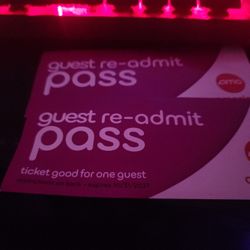 guest re-admit
pass
amc
guest re-admit
pass
ticket good for one guest